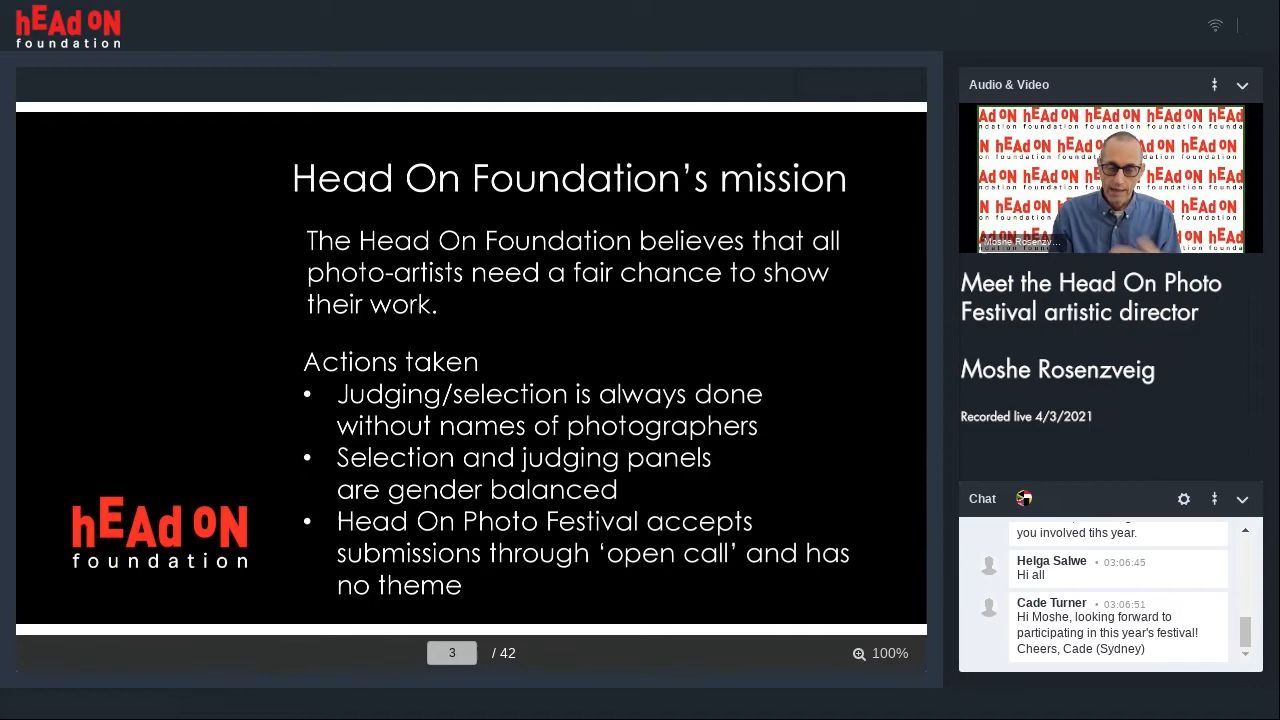 hEAd ON
foundation
Head On Foundation’s mission
The Head On Foundation believes that all
photo-artists need a fair chance to show
their work.
Actions taken
• Judging/selection is always done
without names of photographers
• Selection and judging panels
are gender balanced
• Head On Photo Festival accepts
submissions through ‘open call’ and has
no theme
hEAd ON
foundation
3 / 42
100%
Audio & Video
Moshe Rosenzv...
Meet the Head On Photo
Festival artistic director
Moshe Rosenzveig
Recorded live 4/3/2021
Chat
you involved tihs year.
Helga Salwe • 03:06:45
Hi all
Cade Turner • 03:06:51
Hi Moshe, looking forward to
participating in this year's festival!
Cheers, Cade (Sydney)